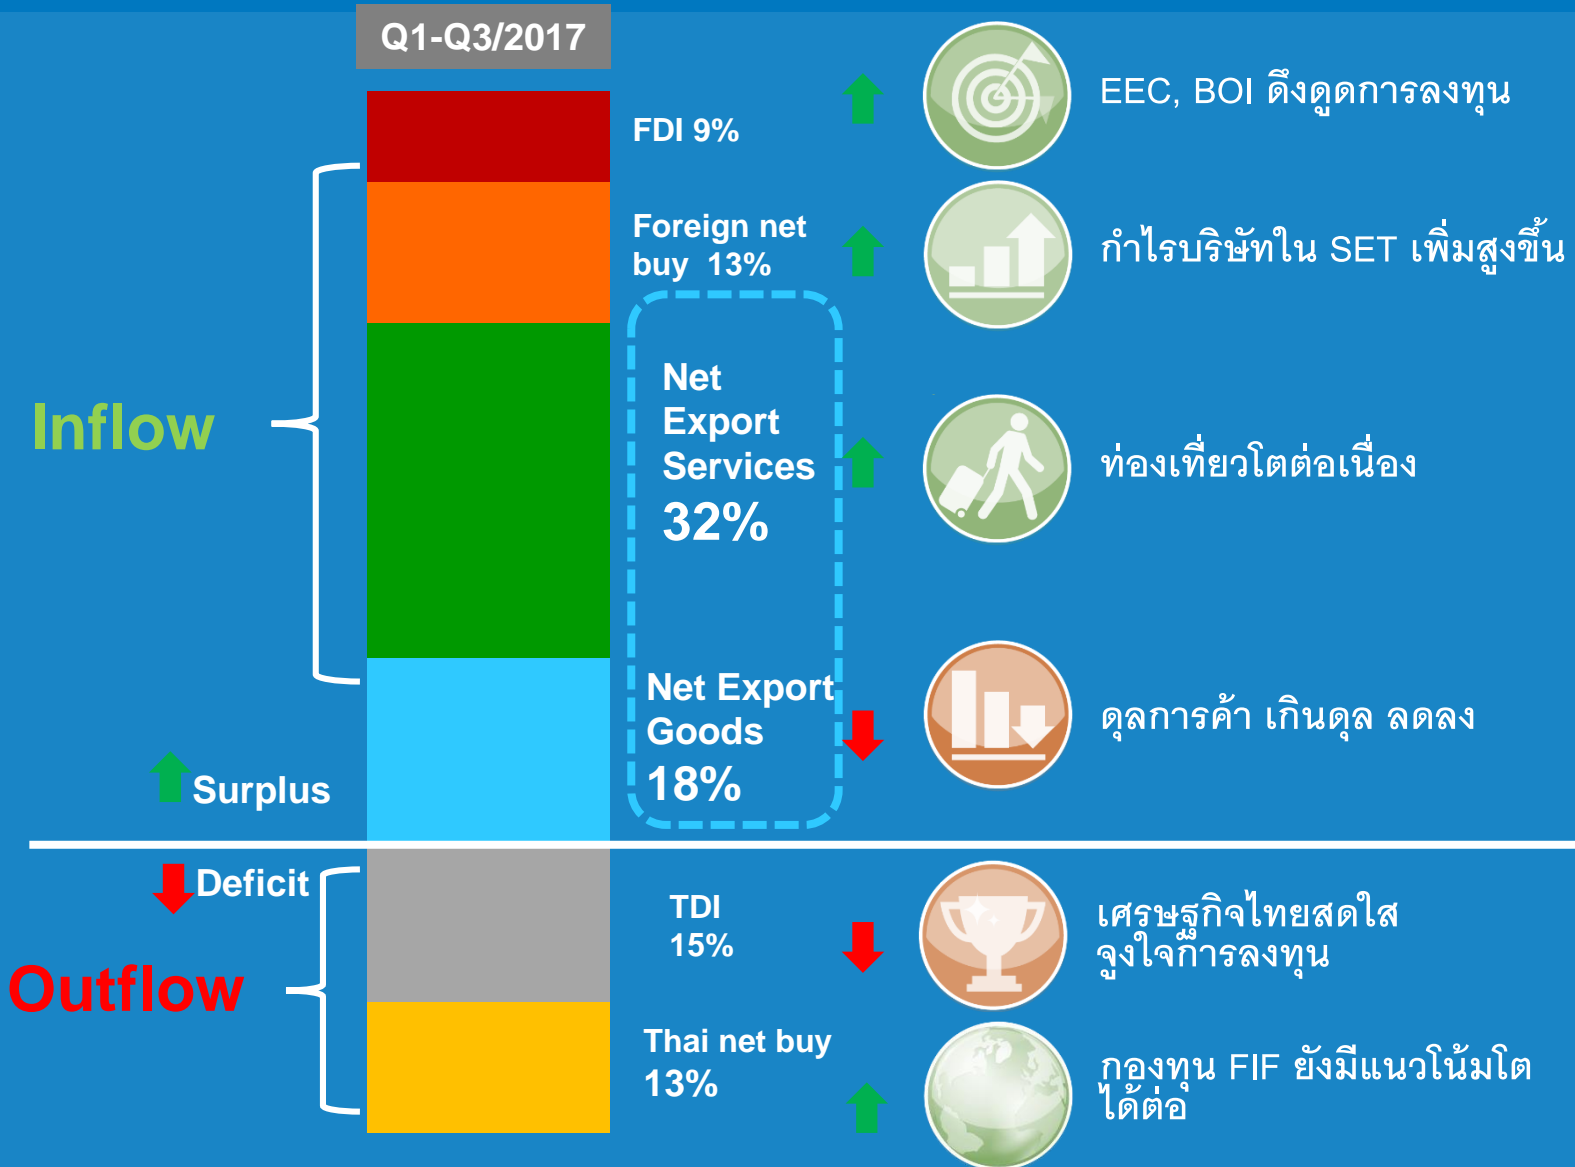 Q1-Q3/2017
FDI 9%
EEC, BOI ดึงดูดการลงทุน
Foreign net
buy 13%
กำไรบริษัทใน SET เพิ่มสูงขึ้น
Inflow
Net
Export
Services
32%
ท่องเที่ยวโตต่อเนื่อง
Net Export
Goods
18%
ดุลการค้า เกินดุล ลดลง
Surplus
Deficit
Outflow
TDI
15%
เศรษฐกิจไทยสดใส
จูงใจการลงทุน
Thai net buy
13%
กองทุน FIF ยังมีแนวโน้มโต
ได้ต่อ